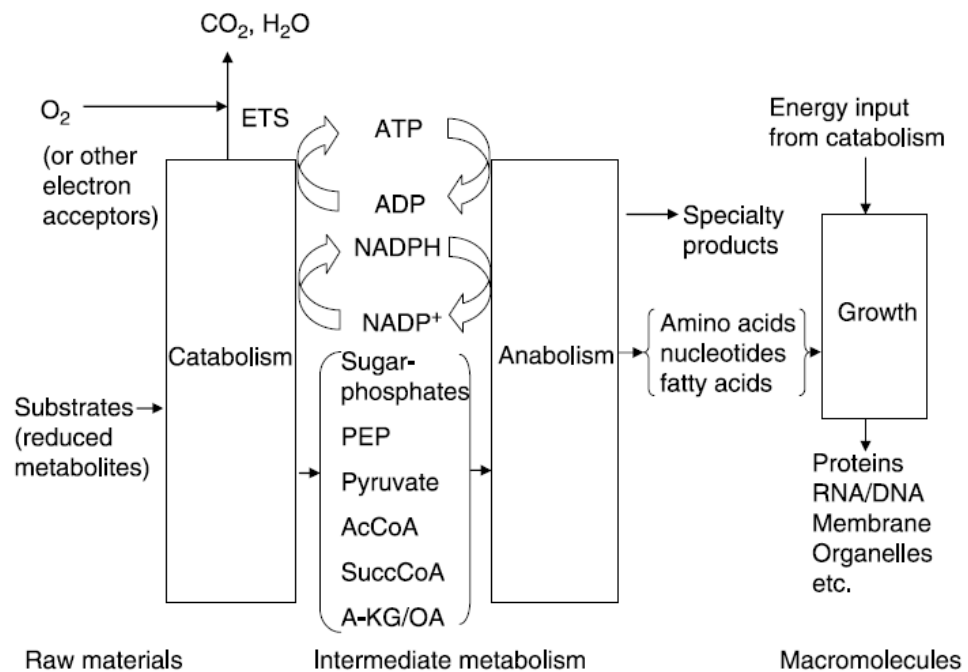 CO₂, H₂O
O₂
ETS
(or other
electron
acceptors)
ATP
ADP
NADPH
NADP⁺
Energy input
from catabolism
Specialty
products
Catabolism
Sugar-
phosphates
PEP
Pyruvate
AcCoA
SuccCoA
A-KG/OA
Anabolism
Amino acids
nucleotides
fatty acids
Growth
Substrates
(reduced
metabolites)
Proteins
RNA/DNA
Membrane
Organelles
etc.
Raw materials
Intermediate metabolism
Macromolecules